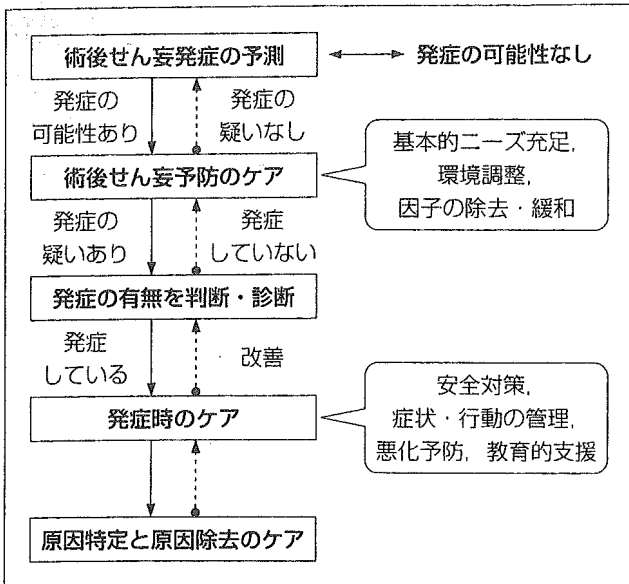 術後せん妄発症の予測
発症の可能性なし
発症の
可能性あり
発症の
疑いなし
術後せん妄予防のケア
基本的ニーズ充足,
環境調整,
因子の除去・緩和
発症の
疑いあり
発症
していない
発症の有無を判断・診断
発症
している
改善
発症時のケア
安全対策,
症状・行動の管理,
悪化予防, 教育的支援
原因特定と原因除去のケア